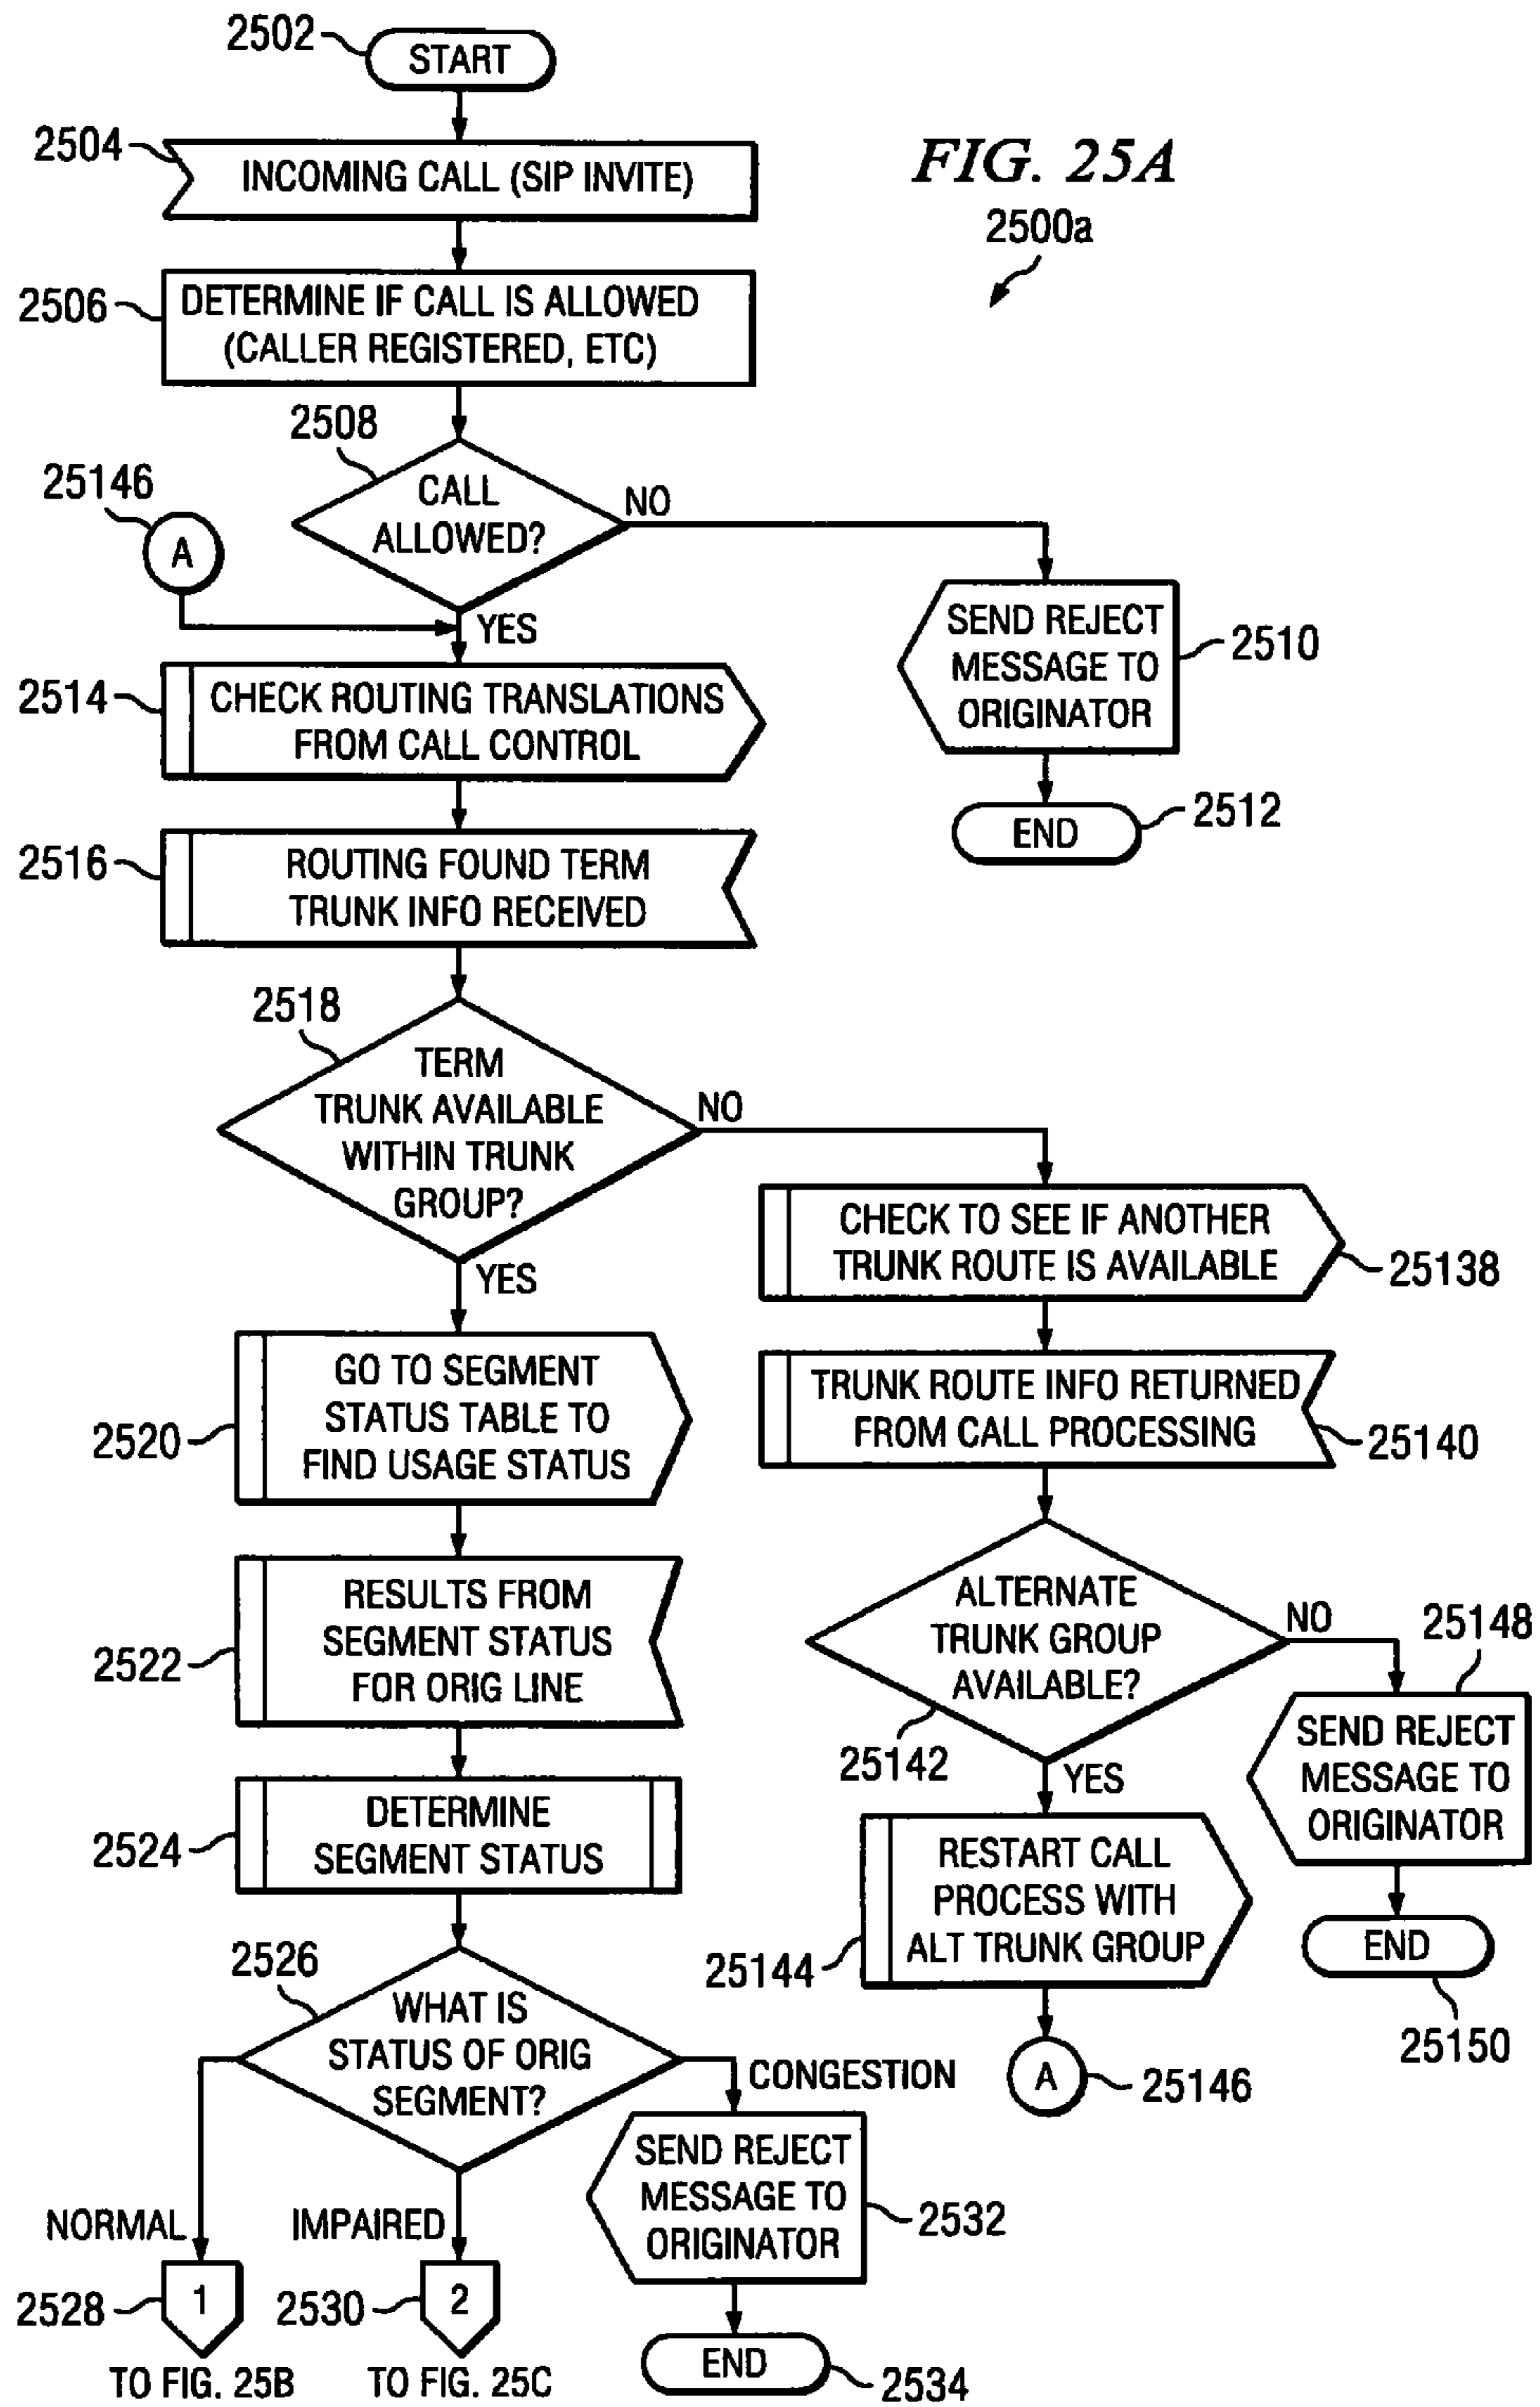 2502
START
FIG. 25A
2500a
2504
INCOMING CALL (SIP INVITE)
2506
DETERMINE IF CALL IS ALLOWED
(CALLER REGISTERED, ETC)
2508
CALL
ALLOWED?
NO
YES
25146
A
SEND REJECT
MESSAGE TO
ORIGINATOR
2510
END
2512
2514
CHECK ROUTING TRANSLATIONS
FROM CALL CONTROL
2516
ROUTING FOUND TERM
TRUNK INFO RECEIVED
2518
TERM
TRUNK AVAILABLE
WITHIN TRUNK
GROUP?
NO
YES
CHECK TO SEE IF ANOTHER
TRUNK ROUTE IS AVAILABLE
25138
TRUNK ROUTE INFO RETURNED
FROM CALL PROCESSING
25140
2520
GO TO SEGMENT
STATUS TABLE TO
FIND USAGE STATUS
2522
RESULTS FROM
SEGMENT STATUS
FOR ORIG LINE
ALTERNATE
TRUNK GROUP
AVAILABLE?
25142
NO
YES
25148
SEND REJECT
MESSAGE TO
ORIGINATOR
END
25150
2524
DETERMINE
SEGMENT STATUS
25144
RESTART CALL
PROCESS WITH
ALT TRUNK GROUP
A
25146
2526
WHAT IS
STATUS OF ORIG
SEGMENT?
CONGESTION
NORMAL
IMPAIRED
SEND REJECT
MESSAGE TO
ORIGINATOR
2532
2528
1
2530
2
TO FIG. 25B
TO FIG. 25C
END
2534